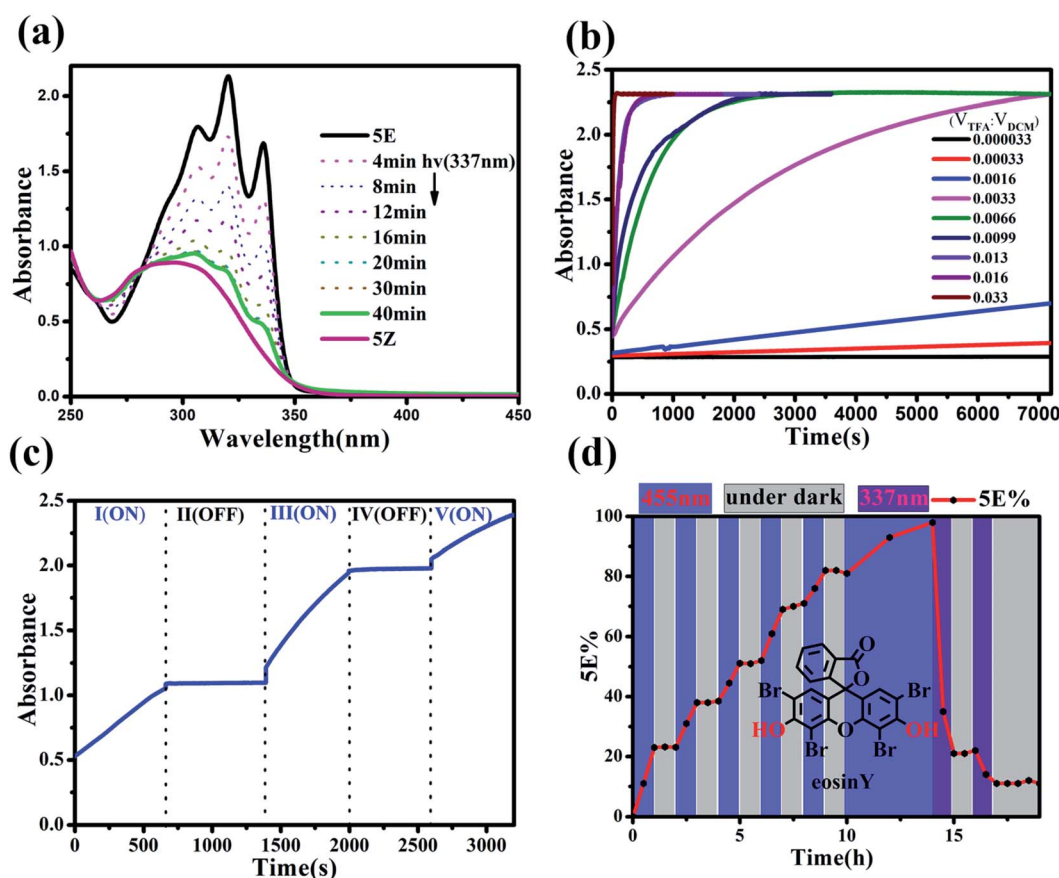 (a)
2.0
1.5
1.0
0.5
0.0
250
300
350
400
450
Absorbance
Wavelength(nm)
5E
4min hv(337nm)
8min
12min
16min
20min
30min
40min
5Z
(b)
2.5
2.0
1.5
1.0
0.5
0.0
0 1000 2000 3000 4000 5000 6000 7000
Absorbance
Time(s)
(VTFA:VDCM)
0.000033
0.00033
0.0016
0.0033
0.0066
0.0099
0.013
0.016
0.033
(c)
I(ON) II(OFF) III(ON) IV(OFF) V(ON)
2.5
2.0
1.5
1.0
0.5
0.0
0 500 1000 1500 2000 2500 3000
Absorbance
Time(s)
(d)
455nm under dark 337nm 5E%
100
80
60
40
20
0
0 5 10 15
5E%
Time(h)
O
O
Br Br
HO O OH
Br Br
eosinY